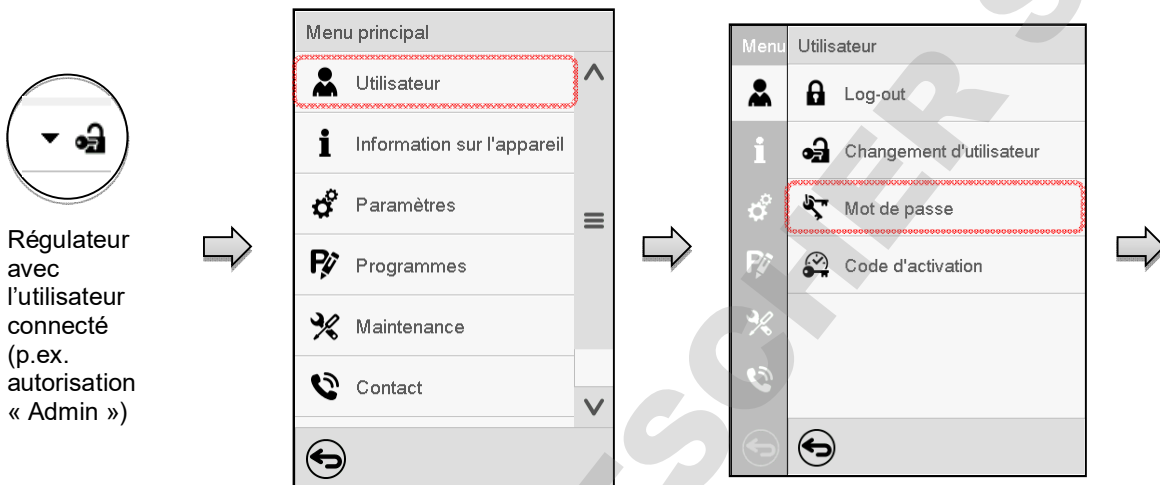 Régulateur
avec
l’utilisateur
connecté
(p.ex.
autorisation
« Admin »)
Menu principal
Utilisateur
Information sur l'appareil
Paramètres
Programmes
Maintenance
Contact
Menu
Utilisateur
Log-out
Changement d'utilisateur
Mot de passe
Code d'activation